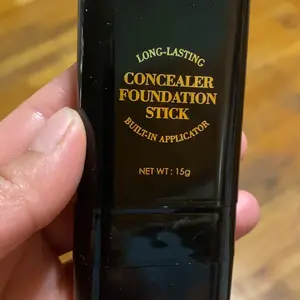 LONG-LASTING
CONCEALER
FOUNDATION
STICK
BUILT-IN APPLICATOR
NET WT : 15g